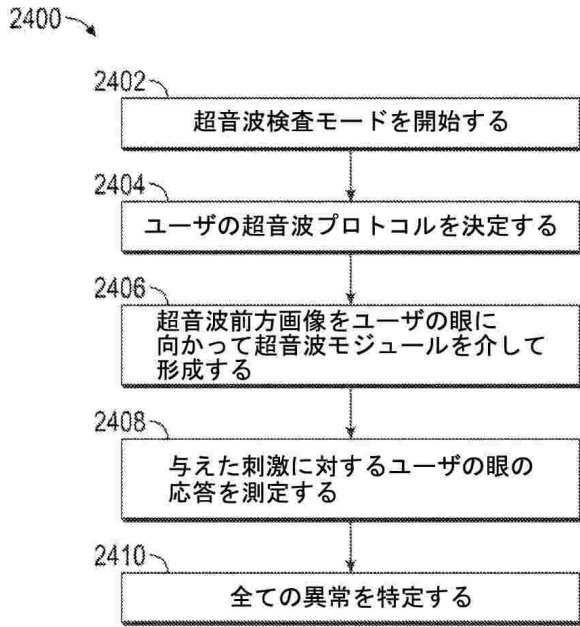 2400
2402
超音波検査モードを開始する
2404
ユーザの超音波プロトコルを決定する
2406
超音波前方画像をユーザの眼に
向かって超音波モジュールを介して
形成する
2408
与えた刺激に対するユーザの眼の
応答を測定する
2410
全ての異常を特定する